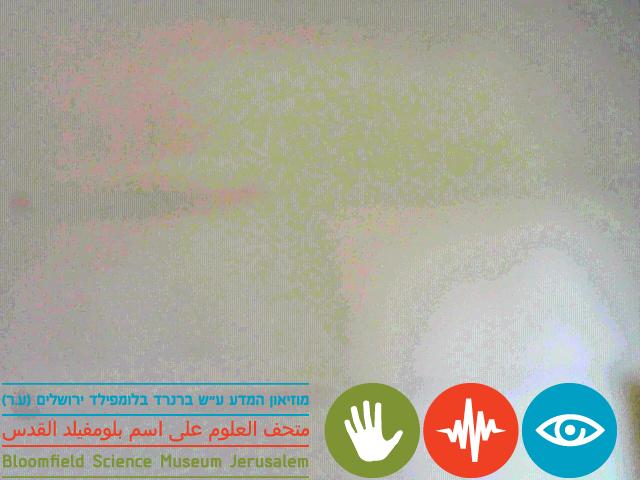 מוזיאון המדע ע״ש ברנרד בלומפילד ירושלים (ע.ר)
متحف العلوم على اسم بلومفيلد القدس
Bloomfield Science Museum Jerusalem